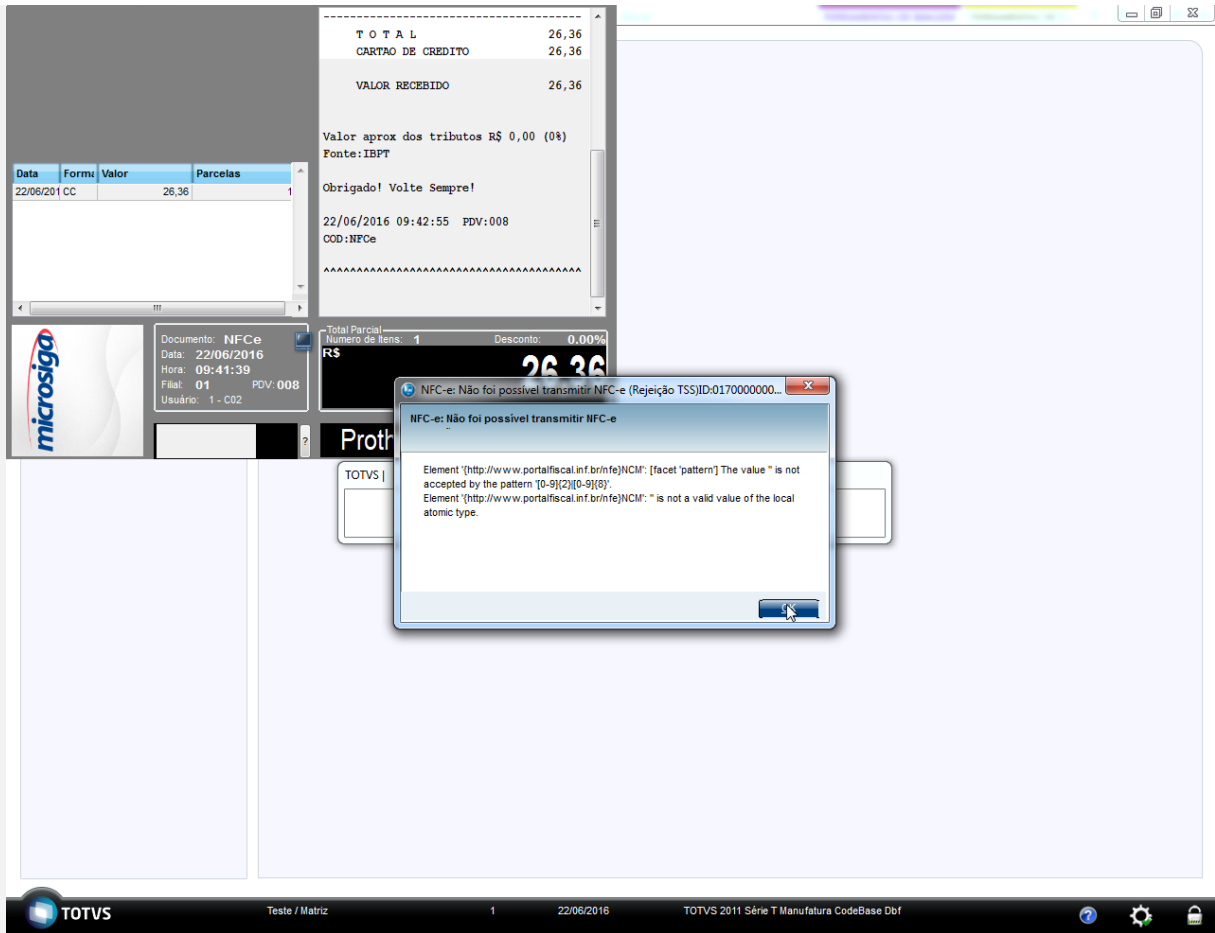 ----------------------------------------
T O T A L 26,36
CARTAO DE CREDITO 26,36
VALOR RECEBIDO 26,36
Valor aprox dos tributos R$ 0,00 (0%)
Fonte:IBPT
Obrigado! Volte Sempre!
22/06/2016 09:42:55 PDV:008
COD:NFCe
^^^^^^^^^^^^^^^^^^^^^^^^^^^^^^^^^^^^^^^^
Data Forma Valor Parcelas
22/06/201 CC 26,36 1
microsiga
Documento: NFCe
Data: 22/06/2016
Hora: 09:41:39
Filial: 01 PDV: 008
Usuário: 1 - C02
Total Parcial
Numero de Itens: 1 Desconto: 0.00%
R$
26,36
?
Proth
TOTVS |
NFC-e: Não foi possível transmitir NFC-e (Rejeição TSS)ID:0170000000...
NFC-e: Não foi possível transmitir NFC-e
Element '{http://www.portalfiscal.inf.br/nfe}NCM': [facet 'pattern'] The value '' is not
accepted by the pattern '[0-9]{2}|[0-9]{8}'.
Element '{http://www.portalfiscal.inf.br/nfe}NCM': '' is not a valid value of the local
atomic type.
OK
TOTVS
Teste / Matriz 1 22/06/2016 TOTVS 2011 Série T Manufatura CodeBase Dbf
?